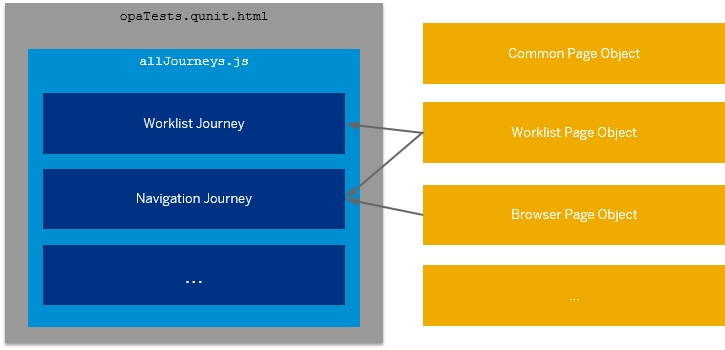 opaTests.qunit.html
allJourneys.js
Worklist Journey
Navigation Journey
...
Common Page Object
Worklist Page Object
Browser Page Object
...